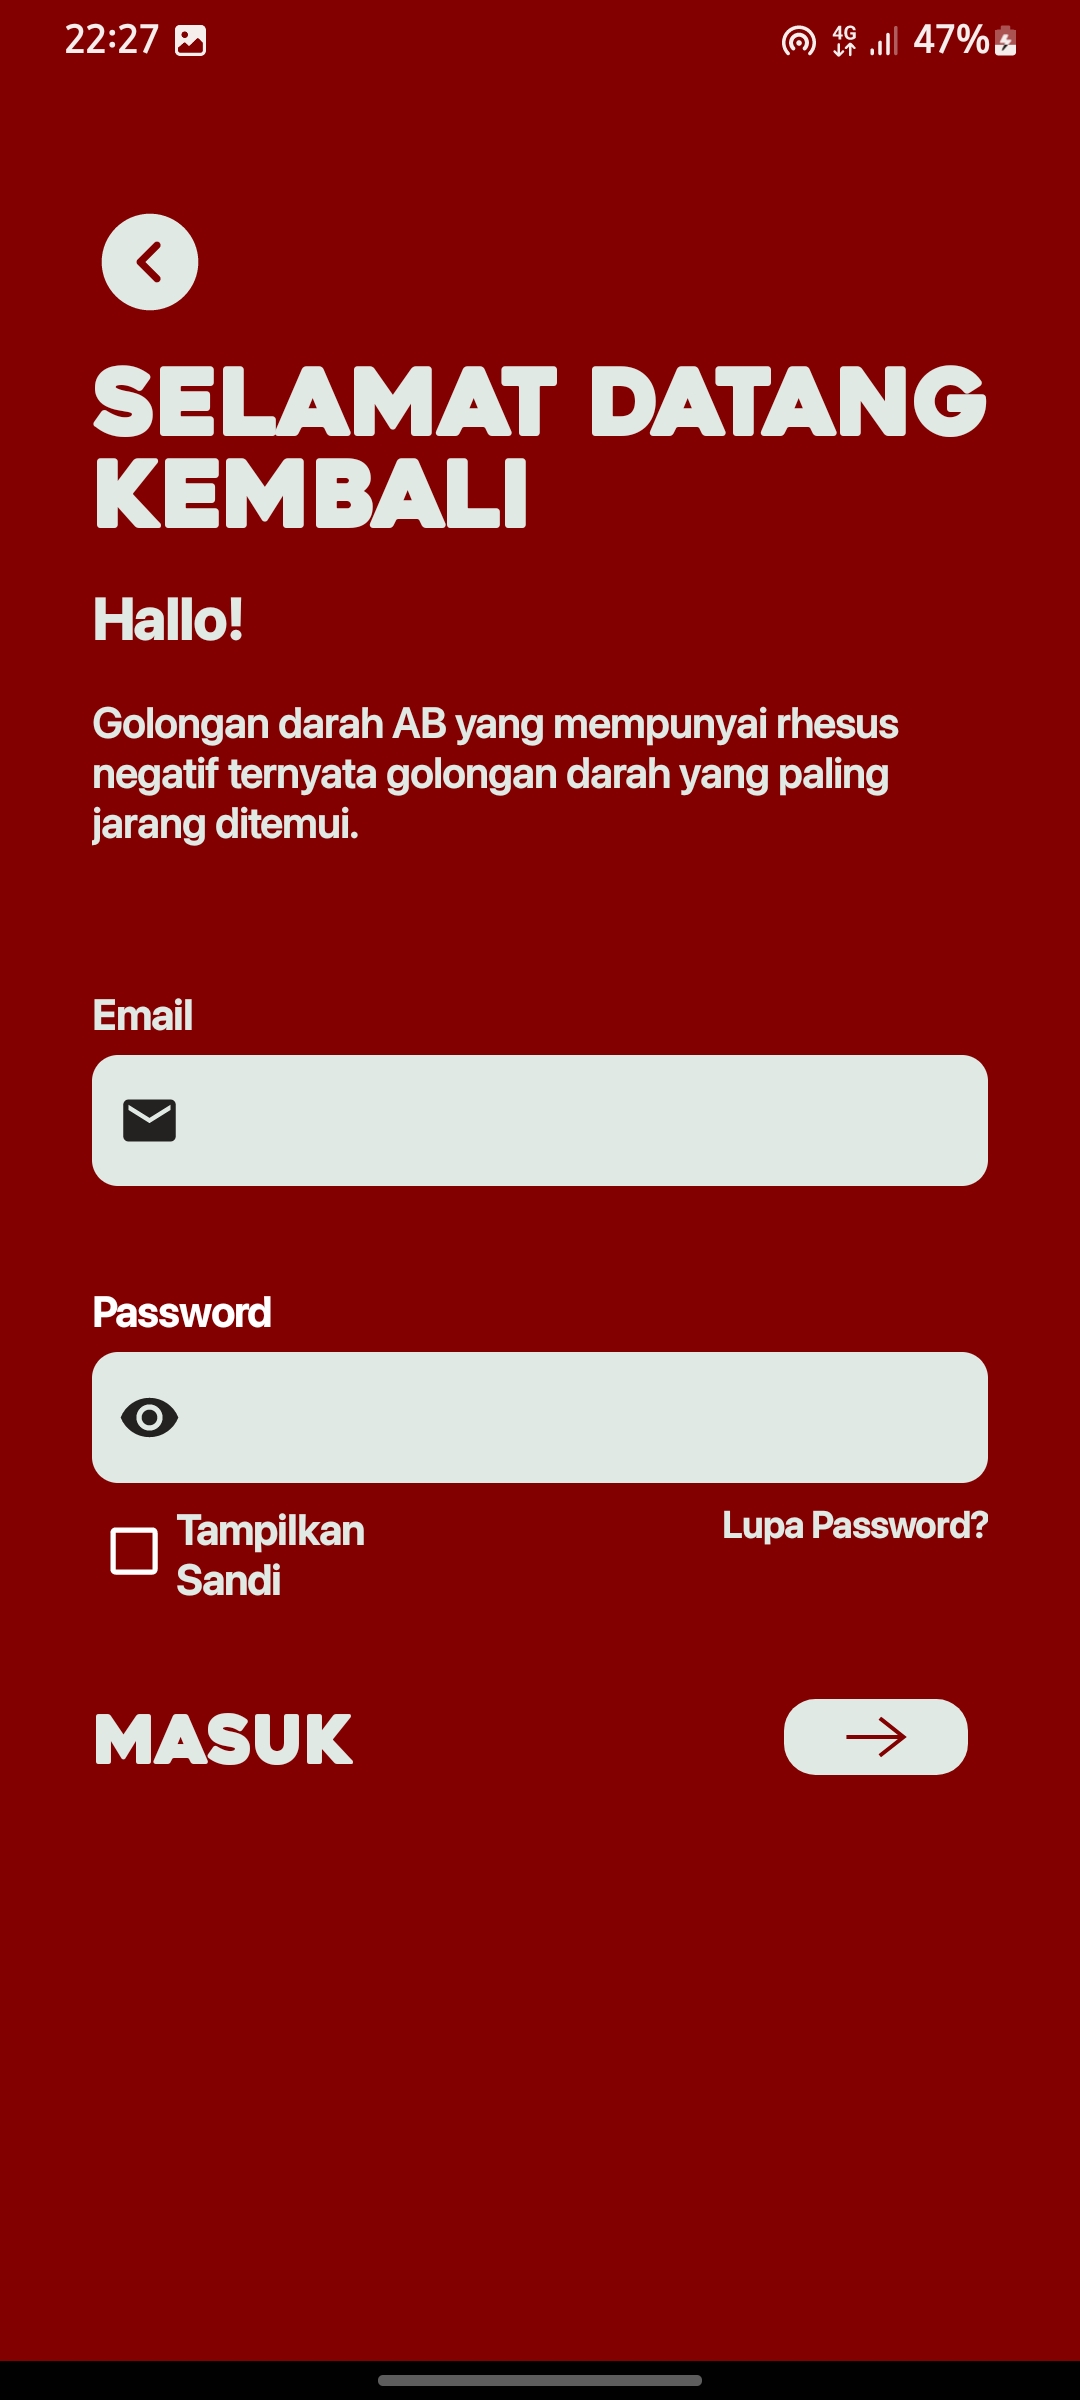 22:27
4G
47%
SELAMAT DATANG
KEMBALI
Hallo!
Golongan darah AB yang mempunyai rhesus
negatif ternyata golongan darah yang paling
jarang ditemui.
Email
Password
Tampilkan
Sandi
Lupa Password?
MASUK